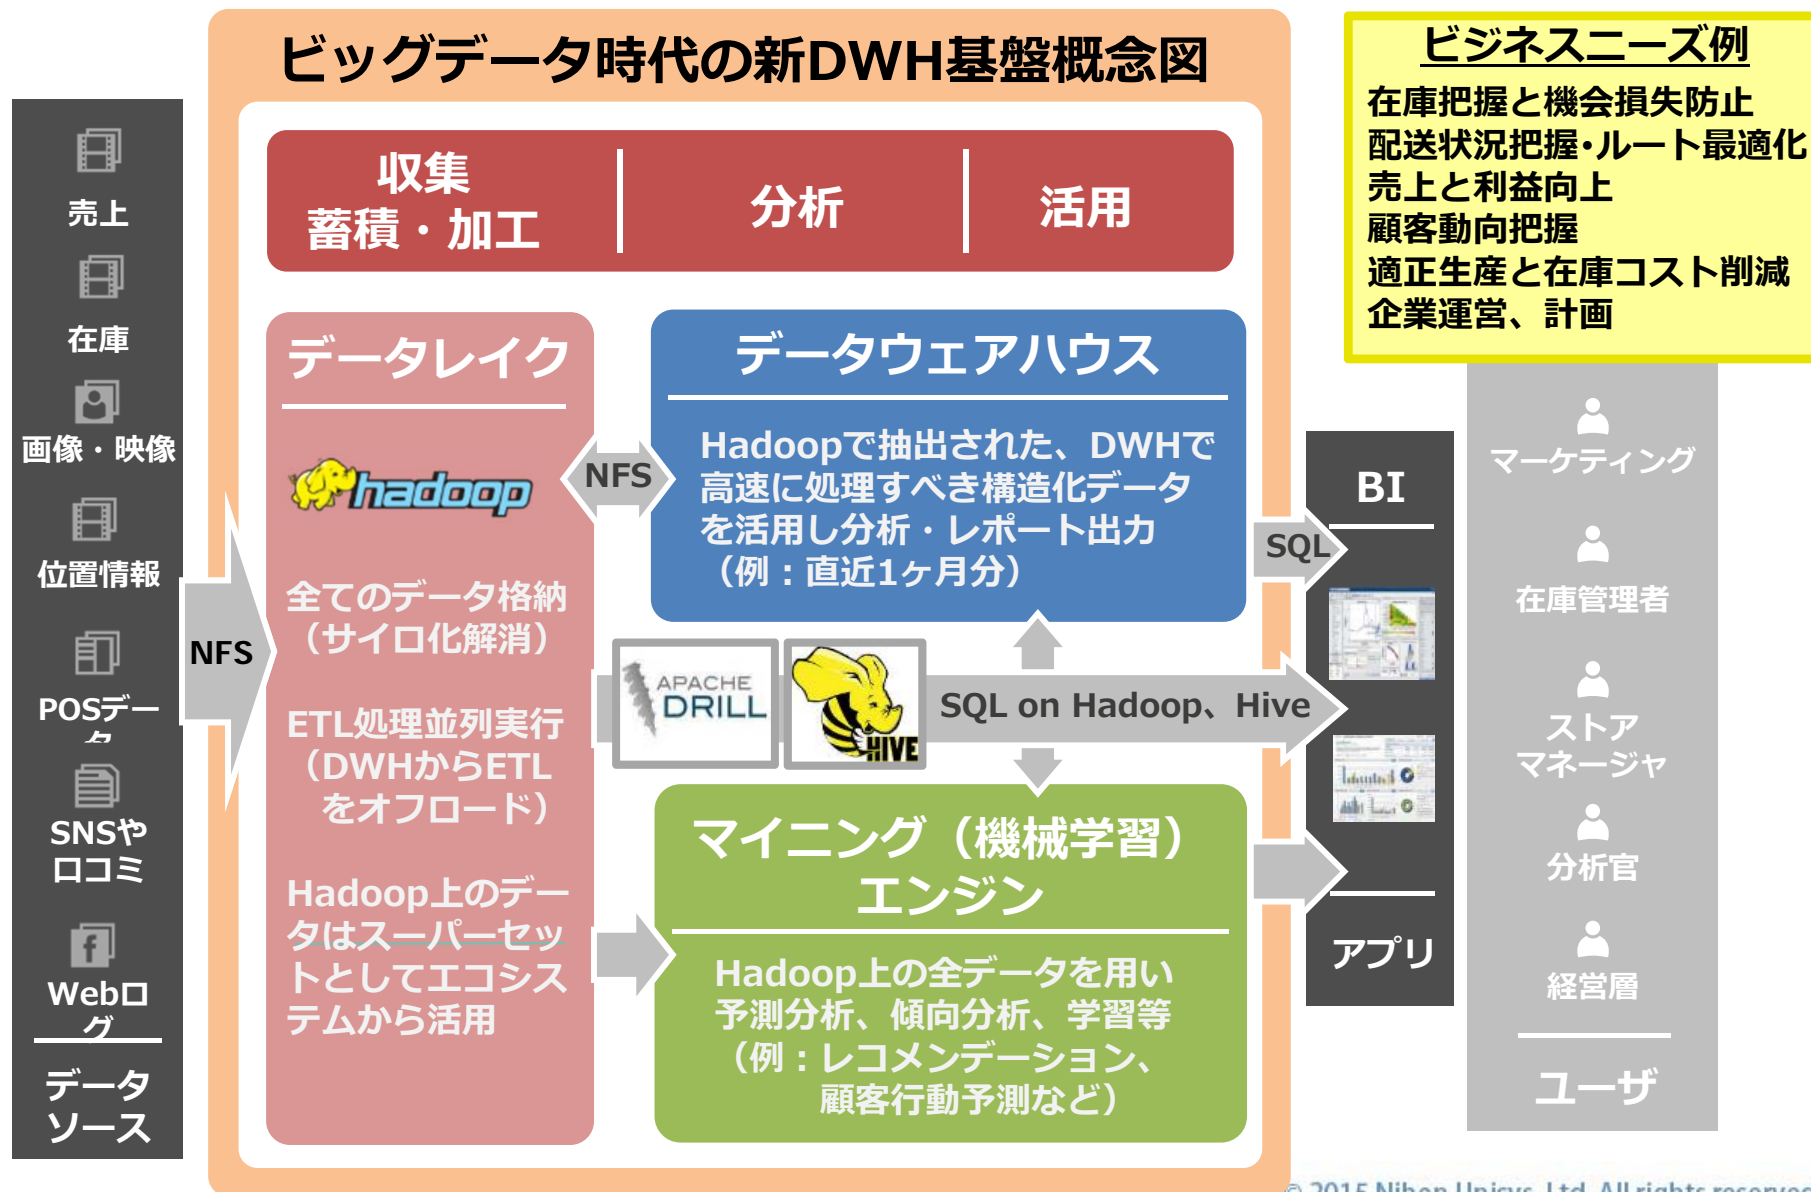 ビッグデータ時代の新DWH基盤概念図
ビジネスニーズ例
在庫把握と機会損失防止
配送状況把握・ルート最適化
売上と利益向上
顧客動向把握
適正生産と在庫コスト削減
企業運営、計画
収集
蓄積・加工
分析
活用
売上
在庫
画像・映像
位置情報
POSデー
タ
SNSや
口コミ
Webロ
グ
データ
ソース
NFS
データレイク
hadoop
全てのデータ格納
（サイロ化解消）
ETL処理並列実行
（DWHからETL
をオフロード）
Hadoop上のデー
タはスーパーセッ
トとしてエコシス
テムから活用
NFS
データウェアハウス
Hadoopで抽出された、DWHで
高速に処理すべき構造化データ
を活用し分析・レポート出力
（例：直近1ヶ月分）
APACHE
DRILL
HIVE
SQL on Hadoop、Hive
マイニング（機械学習）
エンジン
Hadoop上の全データを用い
予測分析、傾向分析、学習等
（例：レコメンデーション、
顧客行動予測など）
SQL
BI
アプリ
マーケティング
在庫管理者
ストア
マネージャ
分析官
経営層
ユーザ
© 2015 Nihon Unisys, Ltd. All rights reserved